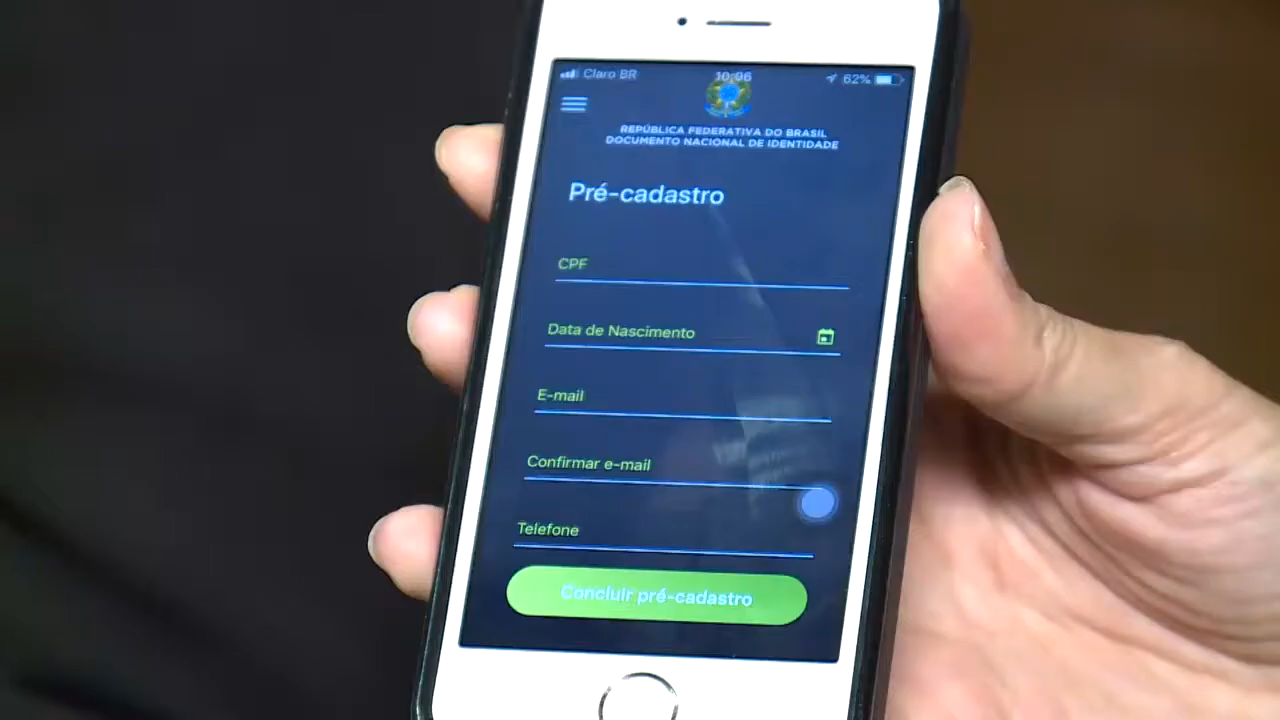 Claro BR
10:06
62%
REPÚBLICA FEDERATIVA DO BRASIL
DOCUMENTO NACIONAL DE IDENTIDADE
Pré-cadastro
CPF
Data de Nascimento
E-mail
Confirmar e-mail
Telefone
Concluir pré-cadastro